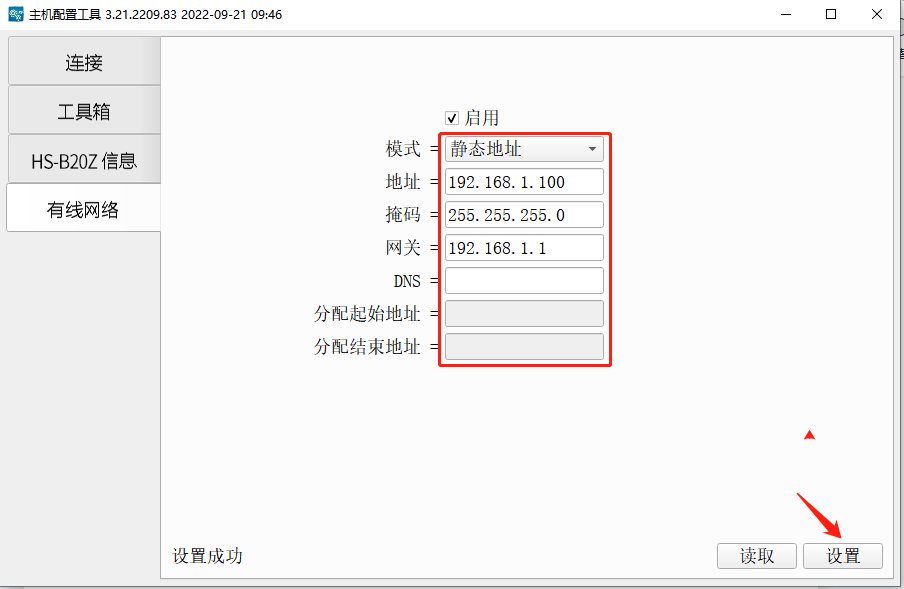 主机配置工具 3.21.2209.83 2022-09-21 09:46
连接
工具箱
HS-B20Z 信息
有线网络
启用
模式 = 静态地址
地址 = 192.168.1.100
掩码 = 255.255.255.0
网关 = 192.168.1.1
DNS =
分配起始地址 =
分配结束地址 =
设置成功
读取
设置